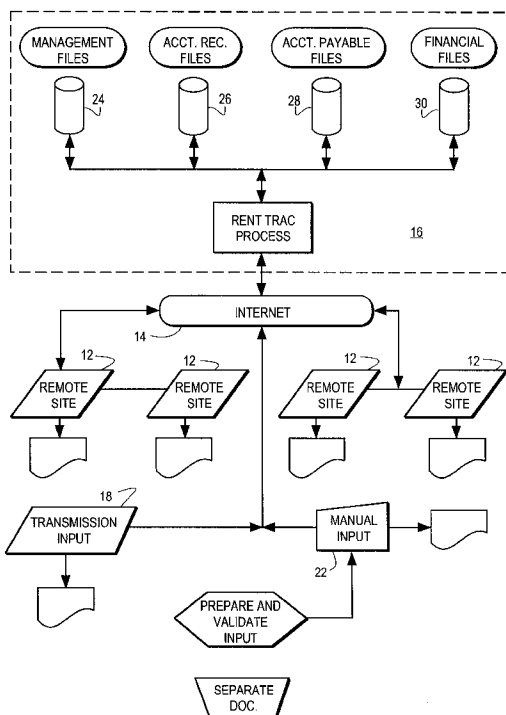 MANAGEMENT
FILES
ACCT. REC.
FILES
ACCT. PAYABLE
FILES
FINANCIAL
FILES
24
26
28
30
RENT TRAC
PROCESS
16
INTERNET
14
12
12
12
12
REMOTE
SITE
REMOTE
SITE
REMOTE
SITE
REMOTE
SITE
18
TRANSMISSION
INPUT
MANUAL
INPUT
22
PREPARE AND
VALIDATE
INPUT
SEPARATE
DOC.